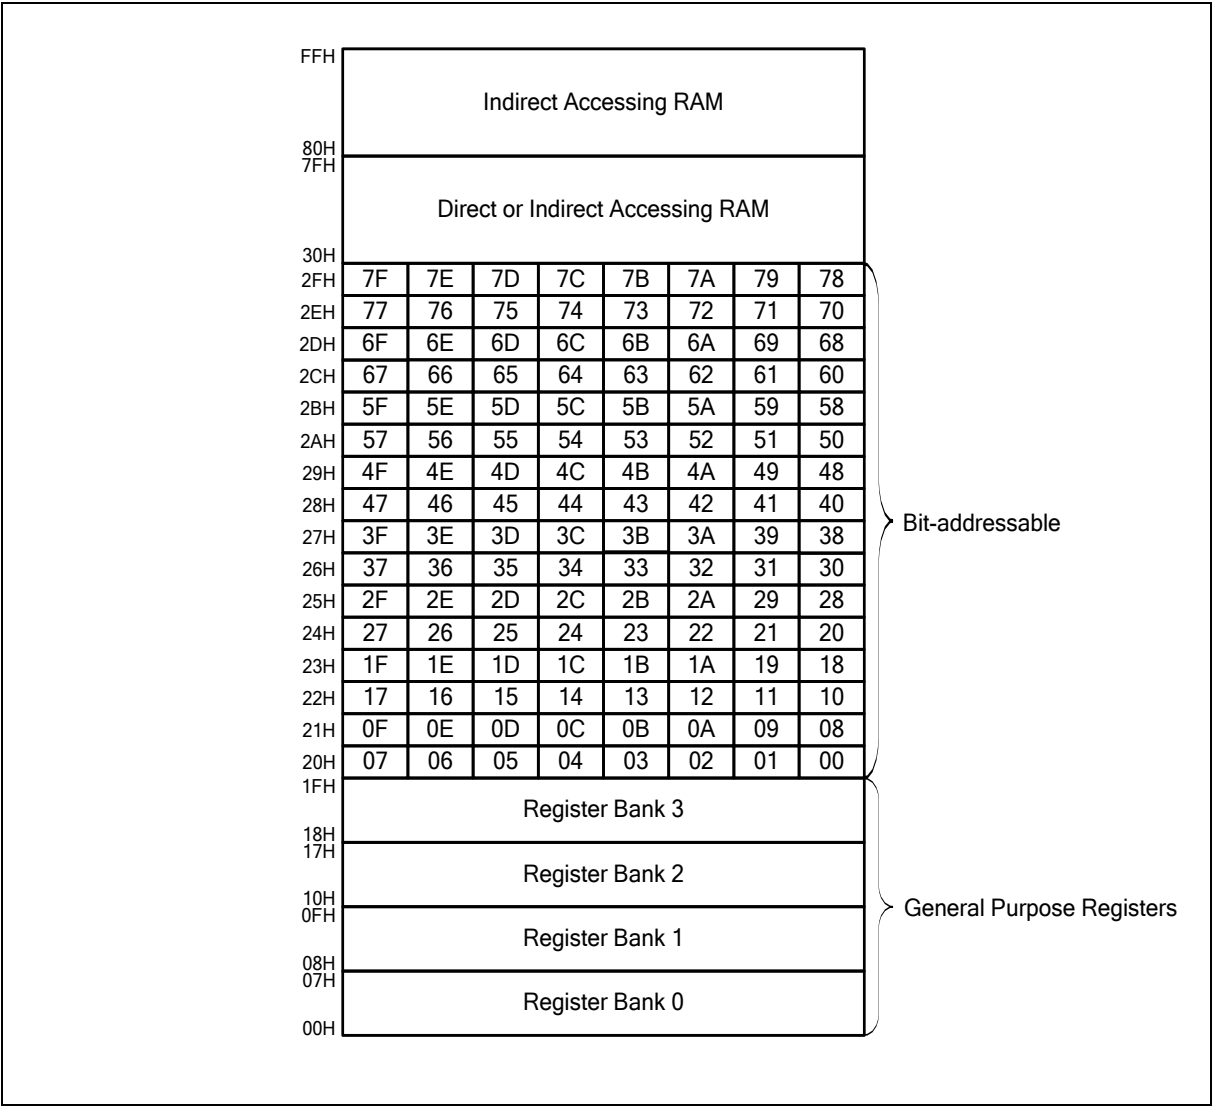 FFH
Indirect Accessing RAM
80H
7FH
Direct or Indirect Accessing RAM
30H
2FH 7F 7E 7D 7C 7B 7A 79 78
2EH 77 76 75 74 73 72 71 70
2DH 6F 6E 6D 6C 6B 6A 69 68
2CH 67 66 65 64 63 62 61 60
2BH 5F 5E 5D 5C 5B 5A 59 58
2AH 57 56 55 54 53 52 51 50
29H 4F 4E 4D 4C 4B 4A 49 48
28H 47 46 45 44 43 42 41 40
Bit-addressable
27H 3F 3E 3D 3C 3B 3A 39 38
26H 37 36 35 34 33 32 31 30
25H 2F 2E 2D 2C 2B 2A 29 28
24H 27 26 25 24 23 22 21 20
23H 1F 1E 1D 1C 1B 1A 19 18
22H 17 16 15 14 13 12 11 10
21H 0F 0E 0D 0C 0B 0A 09 08
20H 07 06 05 04 03 02 01 00
1FH
Register Bank 3
18H
17H
Register Bank 2
10H
General Purpose Registers
0FH
Register Bank 1
08H
07H
Register Bank 0
00H